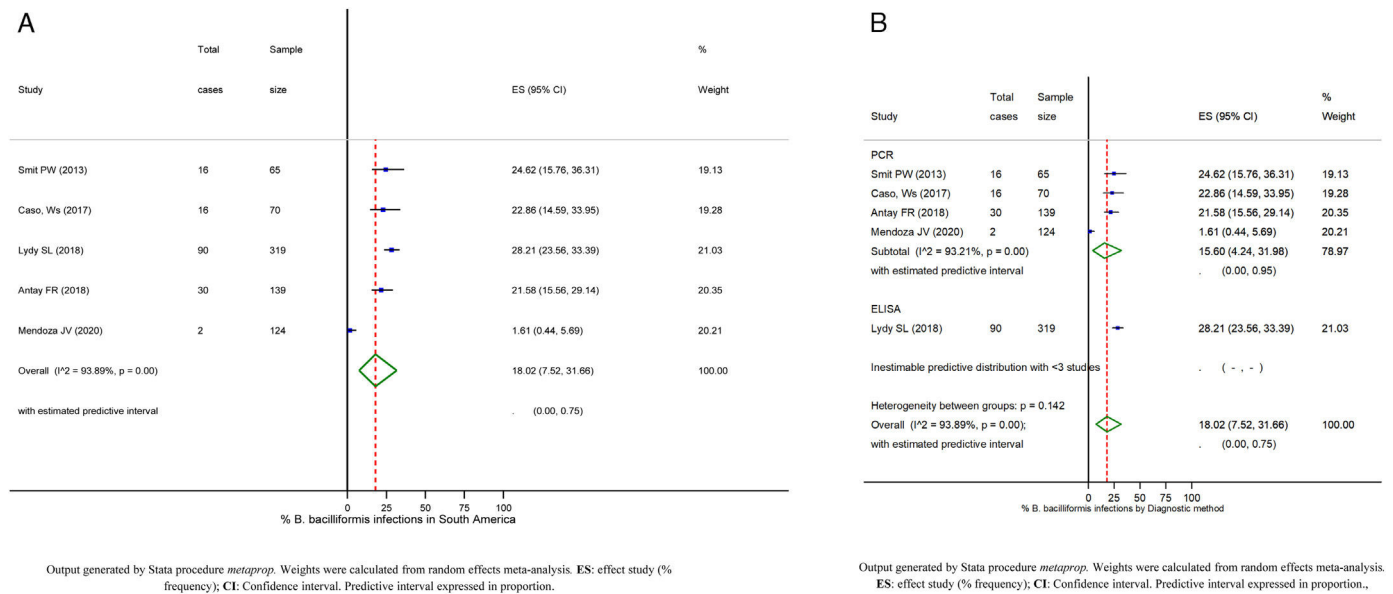 A
Total Sample %
Study cases size ES (95% CI) Weight
Smit PW (2013) 16 65 24.62 (15.76, 36.31) 19.13
Caso, Ws (2017) 16 70 22.86 (14.59, 33.95) 19.28
Lydy SL (2018) 90 319 28.21 (23.56, 33.39) 21.03
Antay FR (2018) 30 139 21.58 (15.56, 29.14) 20.35
Mendoza JV (2020) 2 124 1.61 (0.44, 5.69) 20.21
Overall (I^2 = 93.89%, p = 0.00) 18.02 (7.52, 31.66) 100.00
with estimated predictive interval . (0.00, 0.75)
0 25 50 75 100
% B. bacilliformis infections in South America
Output generated by Stata procedure metaprop. Weights were calculated from random effects meta-analysis. ES: effect study (%
frequency); CI: Confidence interval. Predictive interval expressed in proportion.
B
Total Sample %
Study cases size ES (95% CI) Weight
PCR
Smit PW (2013) 16 65 24.62 (15.76, 36.31) 19.13
Caso, Ws (2017) 16 70 22.86 (14.59, 33.95) 19.28
Antay FR (2018) 30 139 21.58 (15.56, 29.14) 20.35
Mendoza JV (2020) 2 124 1.61 (0.44, 5.69) 20.21
Subtotal (I^2 = 93.21%, p = 0.00) 15.60 (4.24, 31.98) 78.97
with estimated predictive interval . (0.00, 0.95)
ELISA
Lydy SL (2018) 90 319 28.21 (23.56, 33.39) 21.03
Inestimable predictive distribution with <3 studies . ( - , - )
Heterogeneity between groups: p = 0.142
Overall (I^2 = 93.89%, p = 0.00); 18.02 (7.52, 31.66) 100.00
with estimated predictive interval . (0.00, 0.75)
0 25 50 75 100
% B. bacilliformis infections by Diagnostic method
Output generated by Stata procedure metaprop. Weights were calculated from random effects meta-analysis.
ES: effect study (% frequency); CI: Confidence interval. Predictive interval expressed in proportion.,